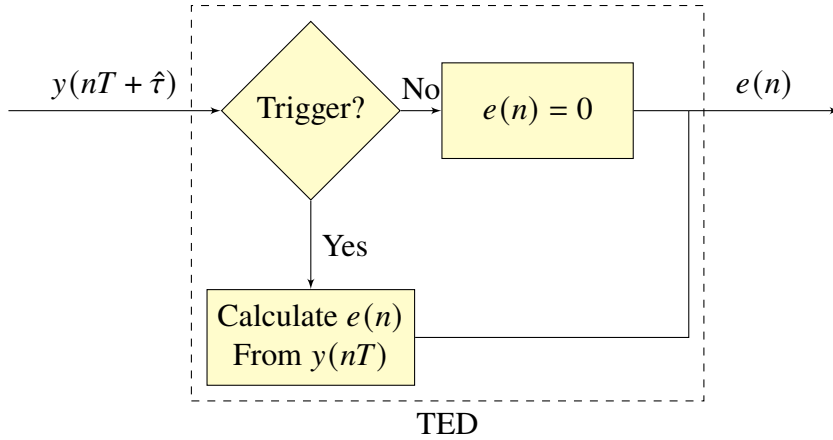 y(nT + τ̂)
Trigger?
No
e(n) = 0
e(n)
Yes
Calculate e(n)
From y(nT)
TED